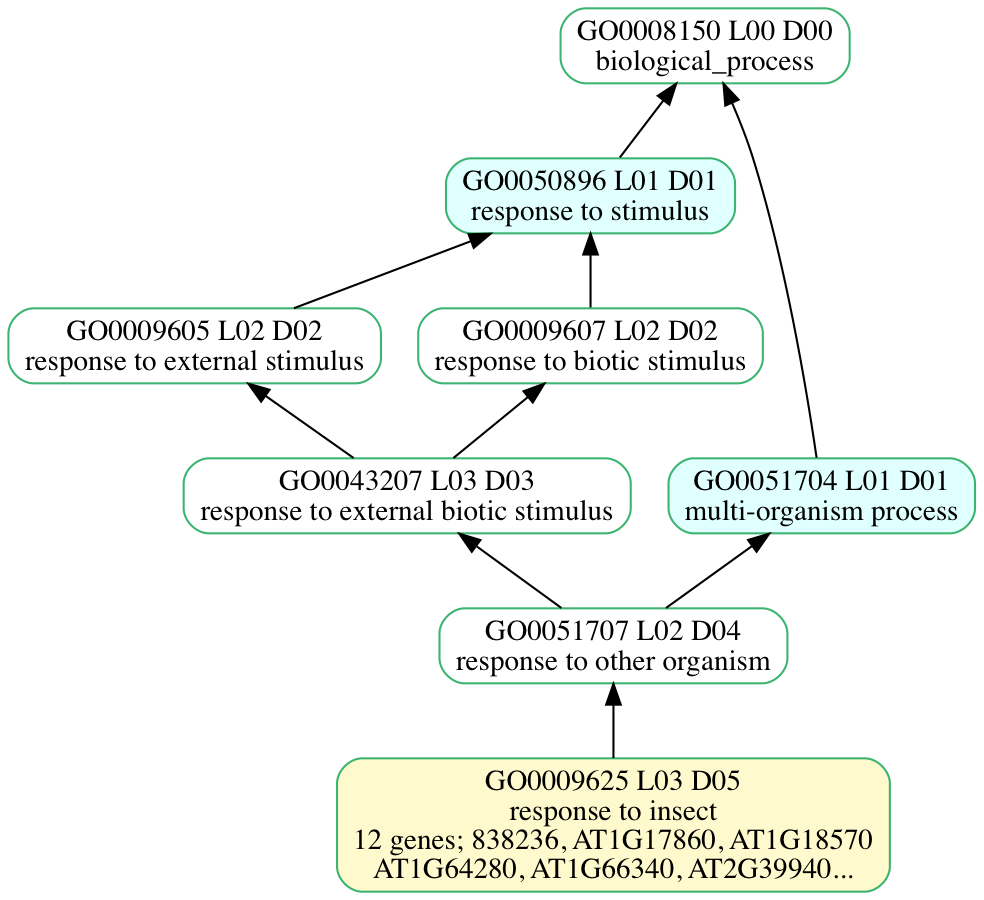 GO0008150 L00 D00
biological_process
GO0050896 L01 D01
response to stimulus
GO0009605 L02 D02
response to external stimulus
GO0009607 L02 D02
response to biotic stimulus
GO0043207 L03 D03
response to external biotic stimulus
GO0051704 L01 D01
multi-organism process
GO0051707 L02 D04
response to other organism
GO0009625 L03 D05
response to insect
12 genes; 838236, AT1G17860, AT1G18570
AT1G64280, AT1G66340, AT2G39940...